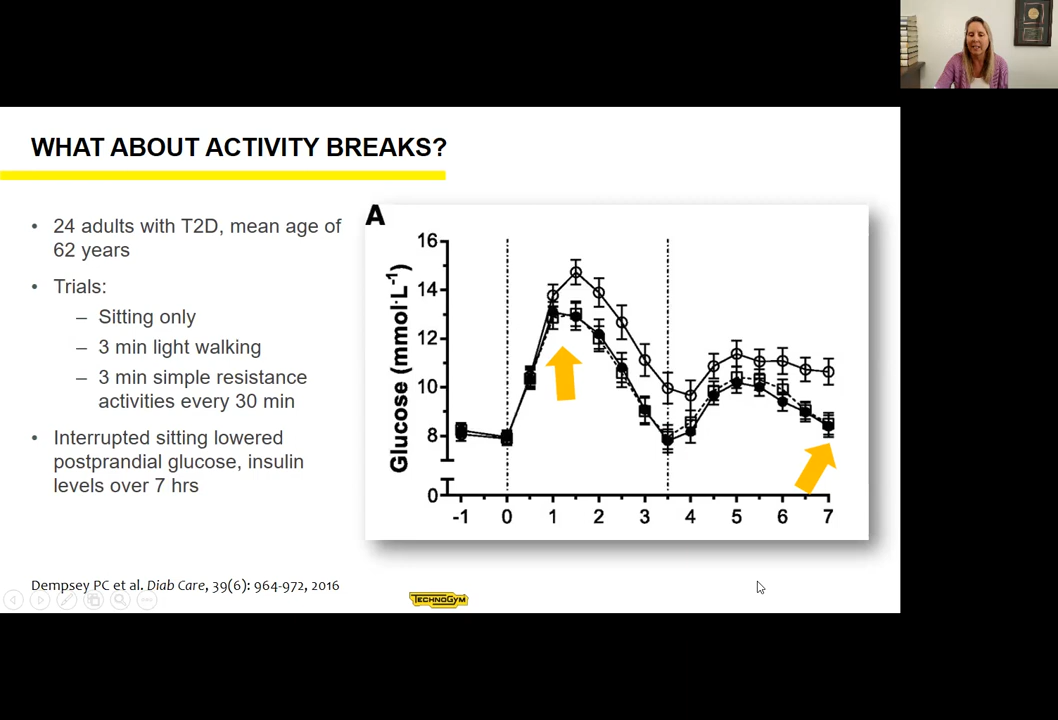 WHAT ABOUT ACTIVITY BREAKS?
• 24 adults with T2D, mean age of
62 years
• Trials:
– Sitting only
– 3 min light walking
– 3 min simple resistance
activities every 30 min
• Interrupted sitting lowered
postprandial glucose, insulin
levels over 7 hrs
A
Glucose (mmol·L⁻¹)
16
14
12
10
8
0
-1 0 1 2 3 4 5 6 7
Dempsey PC et al. Diab Care, 39(6): 964-972, 2016
TECHNOGYM